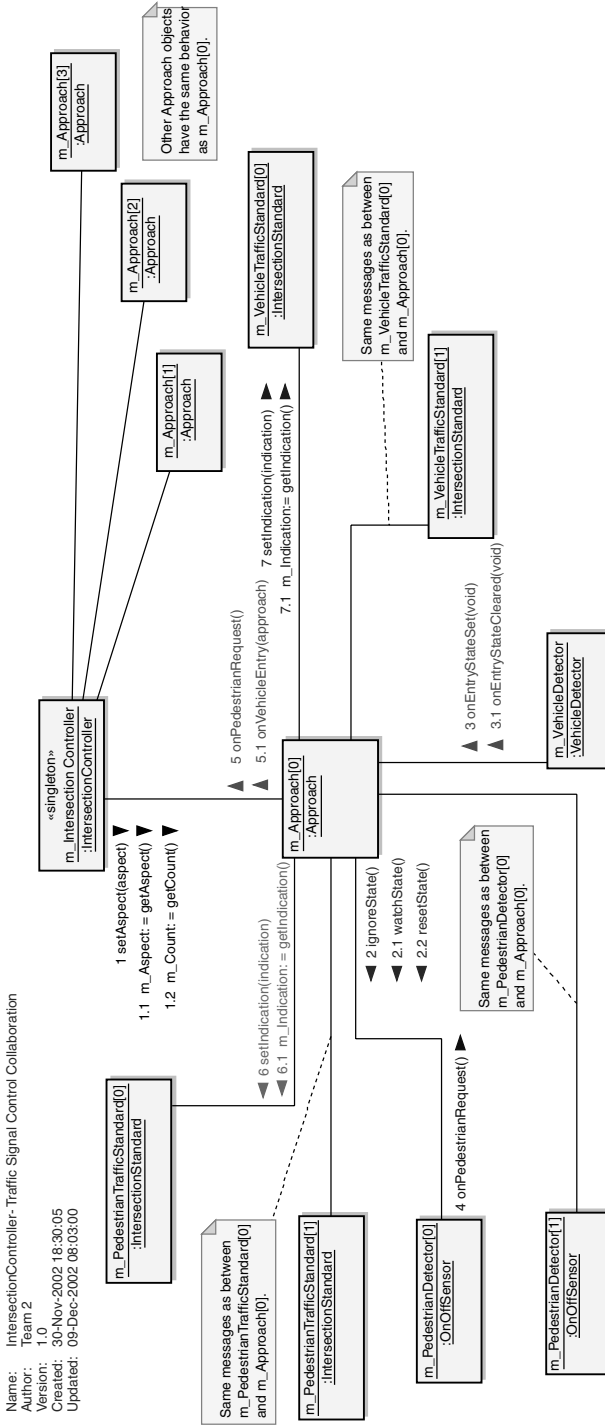 Name: IntersectionController- Traffic Signal Control Collaboration
Author: Team 2
Version: 1.0
Created: 30-Nov-2002 18:30:05
Updated: 09-Dec-2002 08:03:00
«singleton»
m_Intersection Controller
:IntersectionController
m_Approach[3]
:Approach
m_Approach[2]
:Approach
m_Approach[1]
:Approach
Other Approach objects
have the same behavior
as m_Approach[0].
1 setAspect(aspect)
1.1 m_Aspect: = getAspect()
1.2 m_Count: = getCount()
5 onPedestrianRequest()
5.1 onVehicleEntry(approach)
m_PedestrianTrafficStandard[0]
:IntersectionStandard
6 setIndication(indication)
6.1 m_Indication: = getIndication()
m_Approach[0]
:Approach
7 setIndication(indication)
7.1 m_Indication:= getIndication()
m_VehicleTrafficStandard[0]
:IntersectionStandard
Same messages as between
m_PedestrianTrafficStandard[0]
and m_Approach[0].
m_PedestrianTrafficStandard[1]
:IntersectionStandard
Same messages as between
m_VehicleTrafficStandard[0]
and m_Approach[0].
m_VehicleTrafficStandard[1]
:IntersectionStandard
2 ignoreState()
2.1 watchState()
2.2 resetState()
3 onEntryStateSet(void)
3.1 onEntryStateCleared(void)
m_PedestrianDetector[0]
:OnOffSensor
4 onPedestrianRequest()
Same messages as between
m_PedestrianDetector[0]
and m_Approach[0].
m_PedestrianDetector[1]
:OnOffSensor
m_VehicleDetector
:VehicleDetector